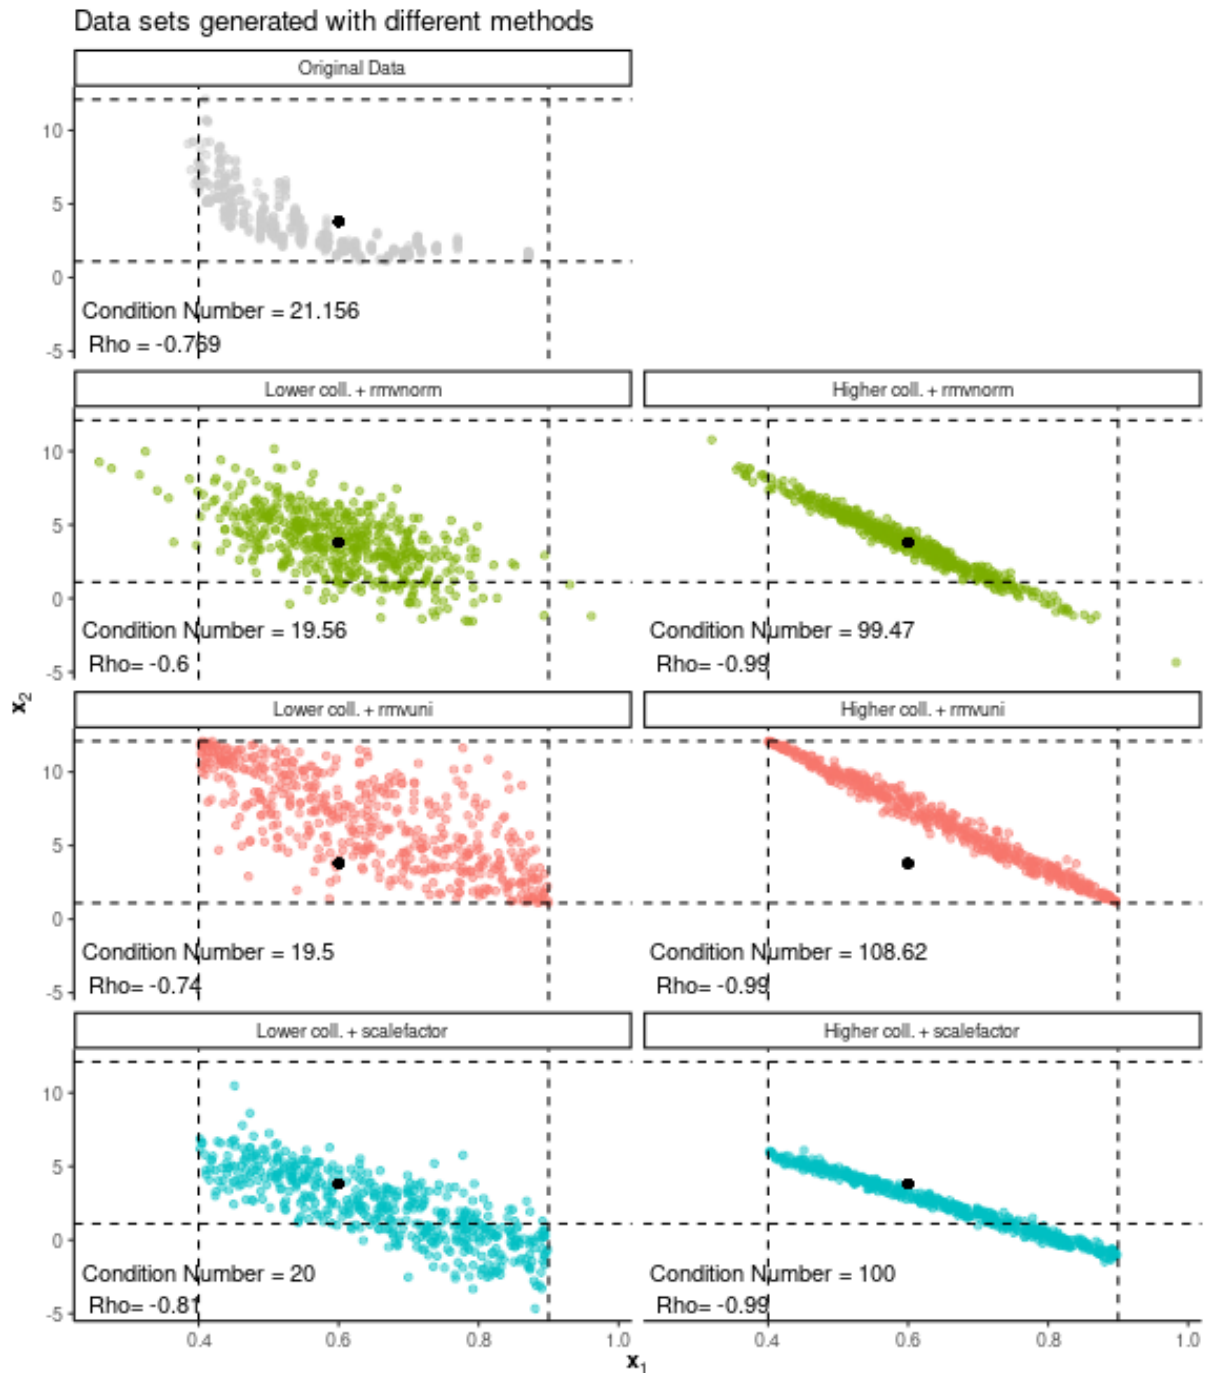 Data sets generated with different methods
Original Data
10
5
0
-5
Condition Number = 21.156
Rho = -0.769
Lower coll. + rmvnorm
Higher coll. + rmvnorm
10
5
0
-5
Condition Number = 19.56
Rho= -0.6
Condition Number = 99.47
Rho= -0.99
x2
Lower coll. + rmvuni
Higher coll. + rmvuni
10
5
0
-5
Condition Number = 19.5
Rho= -0.74
Condition Number = 108.62
Rho= -0.99
Lower coll. + scalefactor
Higher coll. + scalefactor
10
5
0
-5
Condition Number = 20
Rho= -0.81
Condition Number = 100
Rho= -0.99
0.4 0.6 0.8 1.0 0.4 0.6 0.8 1.0
x1